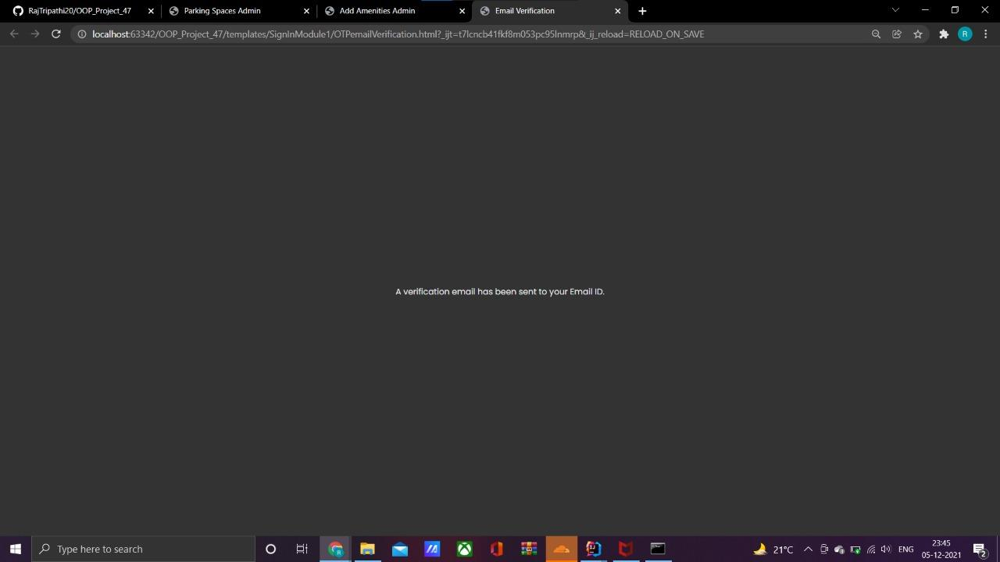 RajTripathi20/OOP_Project_47
Parking Spaces Admin
Add Amenities Admin
Email Verification
localhost:63342/OOP_Project_47/templates/SignInModule1/OTPemailVerification.html?_ijt=t7lcncb41fkf8m053pc95lnmrp&_ij_reload=RELOAD_ON_SAVE
R
A verification email has been sent to your Email ID.
Type here to search
21°C
ENG
23:45
05-12-2021
2